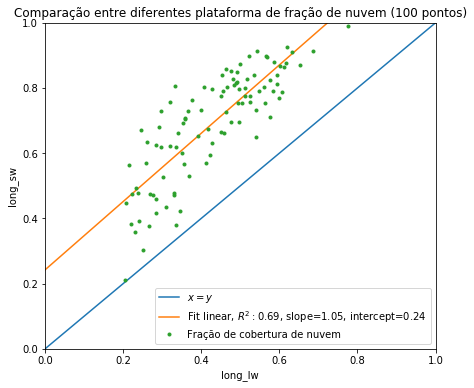 Comparação entre diferentes plataforma de fração de nuvem (100 pontos)
1.0
0.8
0.6
0.4
0.2
0.0
long_sw
x = y
Fit linear, R² : 0.69, slope=1.05, intercept=0.24
Fração de cobertura de nuvem
0.0 0.2 0.4 0.6 0.8 1.0
long_lw